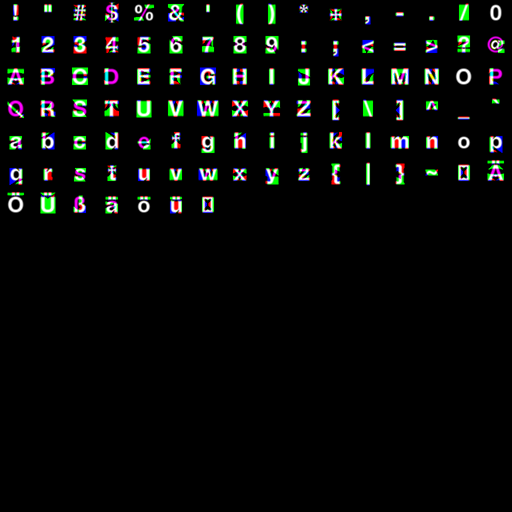 ! " # $ % & ' ( ) * + , - . / 0
1 2 3 4 5 6 7 8 9 : ; < = > ? @
A B C D E F G H I J K L M N O P
Q R S T U V W X Y Z [ \ ] ^ _ `
a b c d e f g h i j k l m n o p
q r s t u v w x y z { | } ~ Ä
Ö Ü ß ä ö ü